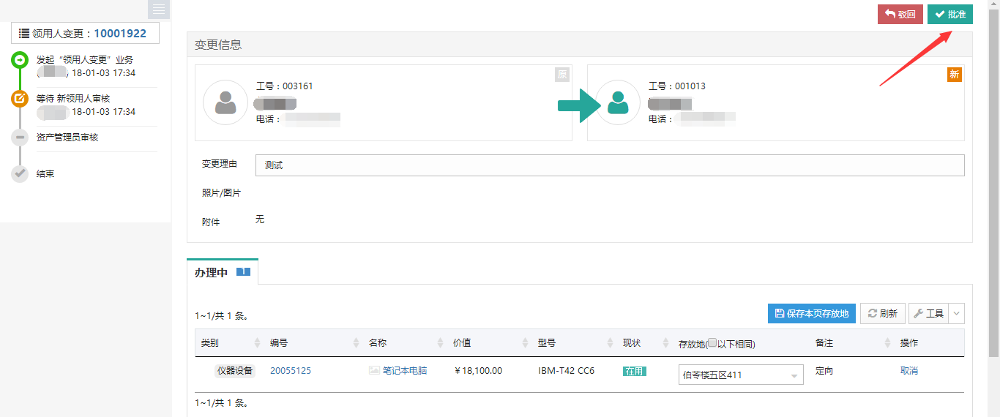 驳回
批准
领用人变更：10001922
发起“领用人变更”业务
( ) 18-01-03 17:34
等待 新领用人审核
18-01-03 17:34
资产管理员审核
结束
变更信息
工号：003161
原
电话：
工号：001013
新
电话：
变更理由
测试
照片/图片
附件
无
办理中 1
1~1/共 1 条。
保存本页存放地
刷新
工具
类别 编号 名称 价值 型号 现状 存放地(以下相同) 备注 操作
仪器设备 20055125 笔记本电脑 ￥18,100.00 IBM-T42 CC6 在用 伯苓楼五区411 定向 取消
1~1/共 1 条。